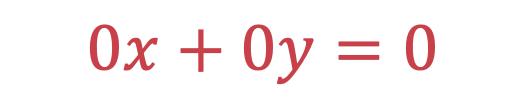 0x + 0y = 0